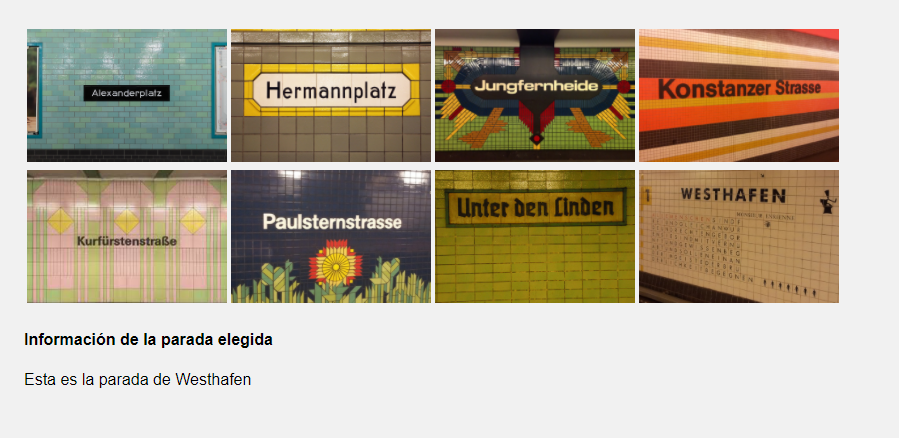 Alexanderplatz
Hermannplatz
Jungfernheide
Konstanzer Strasse
Kurfürstenstraße
Paulsternstrasse
Unter den Linden
WESTHAFEN
Información de la parada elegida
Esta es la parada de Westhafen